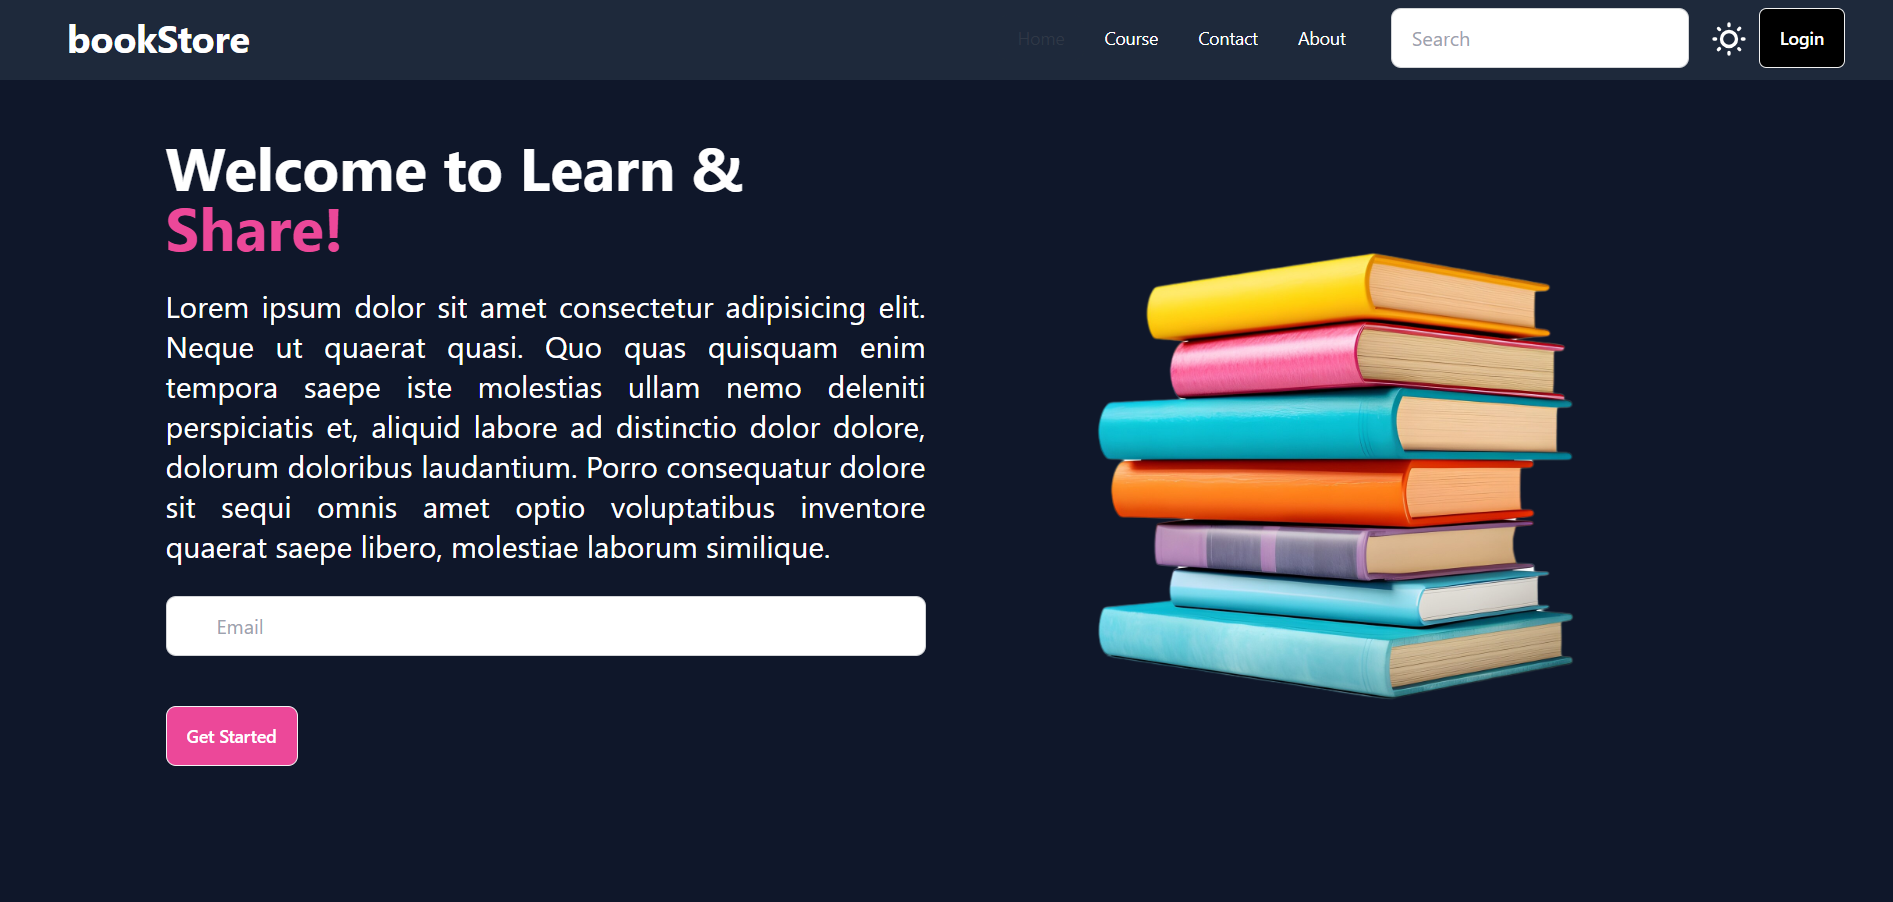 bookStore
Home
Course
Contact
About
Search
Login
Welcome to Learn &
Share!
Lorem ipsum dolor sit amet consectetur adipisicing elit.
Neque ut quaerat quasi. Quo quas quisquam enim
tempora saepe iste molestias ullam nemo deleniti
perspiciatis et, aliquid labore ad distinctio dolor dolore,
dolorum doloribus laudantium. Porro consequatur dolore
sit sequi omnis amet optio voluptatibus inventore
quaerat saepe libero, molestiae laborum similique.
Email
Get Started